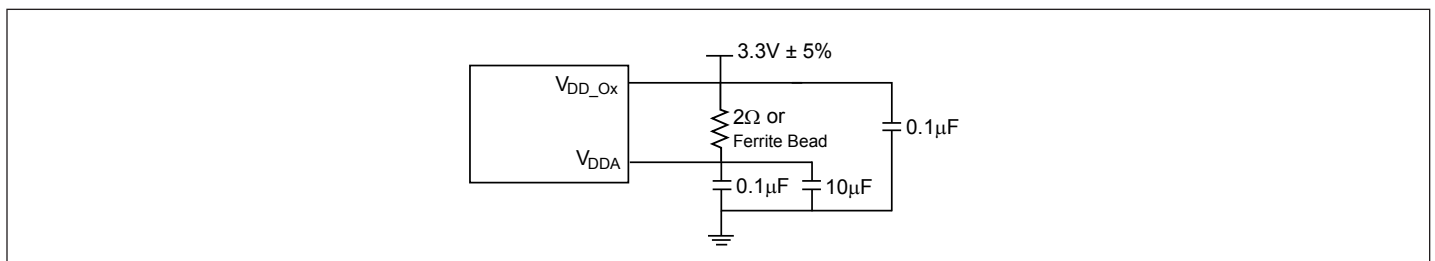 3.3V ± 5%
VDD_Ox
2Ω or
Ferrite Bead
0.1μF
VDDA
0.1μF
10μF